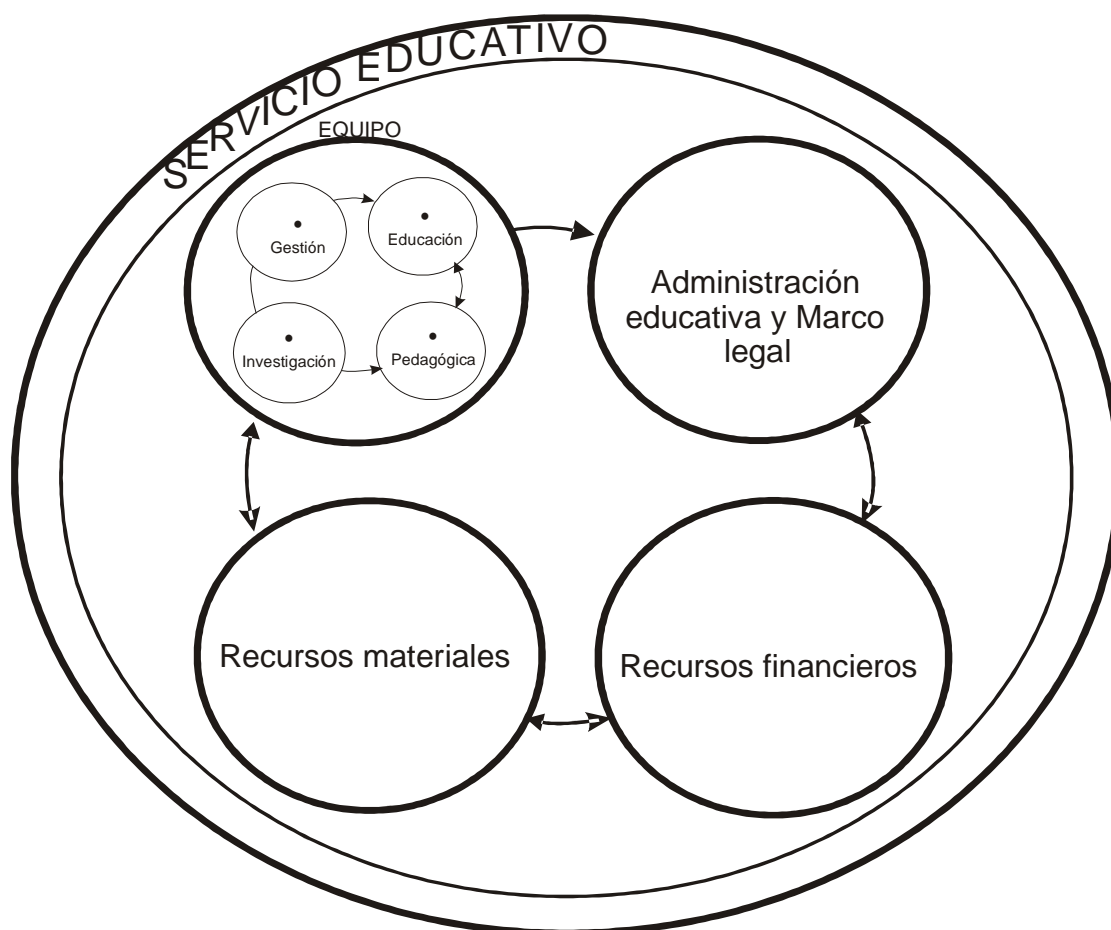 SERVICIO EDUCATIVO
EQUIPO
Gestión
Educación
Investigación
Pedagógica
Administración
educativa y Marco
legal
Recursos materiales
Recursos financieros